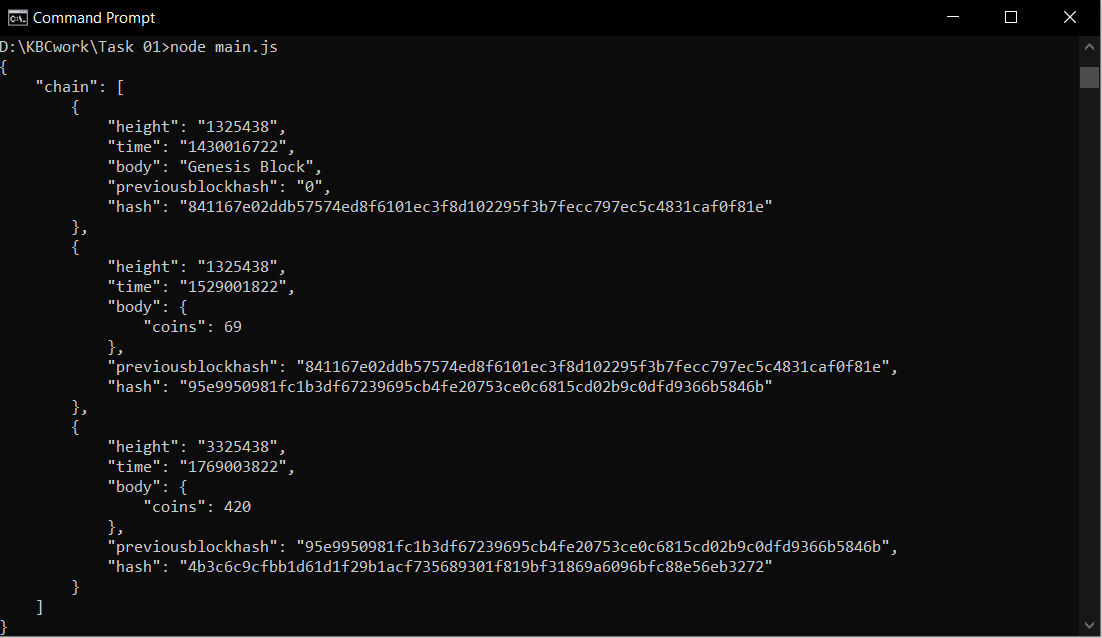 Command Prompt
D:\KBCwork\Task 01>node main.js
{
    "chain": [
        {
            "height": "1325438",
            "time": "1430016722",
            "body": "Genesis Block",
            "previousblockhash": "0",
            "hash": "841167e02ddb57574ed8f6101ec3f8d102295f3b7fecc797ec5c4831caf0f81e"
        },
        {
            "height": "1325438",
            "time": "1529001822",
            "body": {
                "coins": 69
            },
            "previousblockhash": "841167e02ddb57574ed8f6101ec3f8d102295f3b7fecc797ec5c4831caf0f81e",
            "hash": "95e9950981fc1b3df67239695cb4fe20753ce0c6815cd02b9c0dfd9366b5846b"
        },
        {
            "height": "3325438",
            "time": "1769003822",
            "body": {
                "coins": 420
            },
            "previousblockhash": "95e9950981fc1b3df67239695cb4fe20753ce0c6815cd02b9c0dfd9366b5846b",
            "hash": "4b3c6c9cfbb1d61d1f29b1acf735689301f819bf31869a6096bfc88e56eb3272"
        }
    ]
}